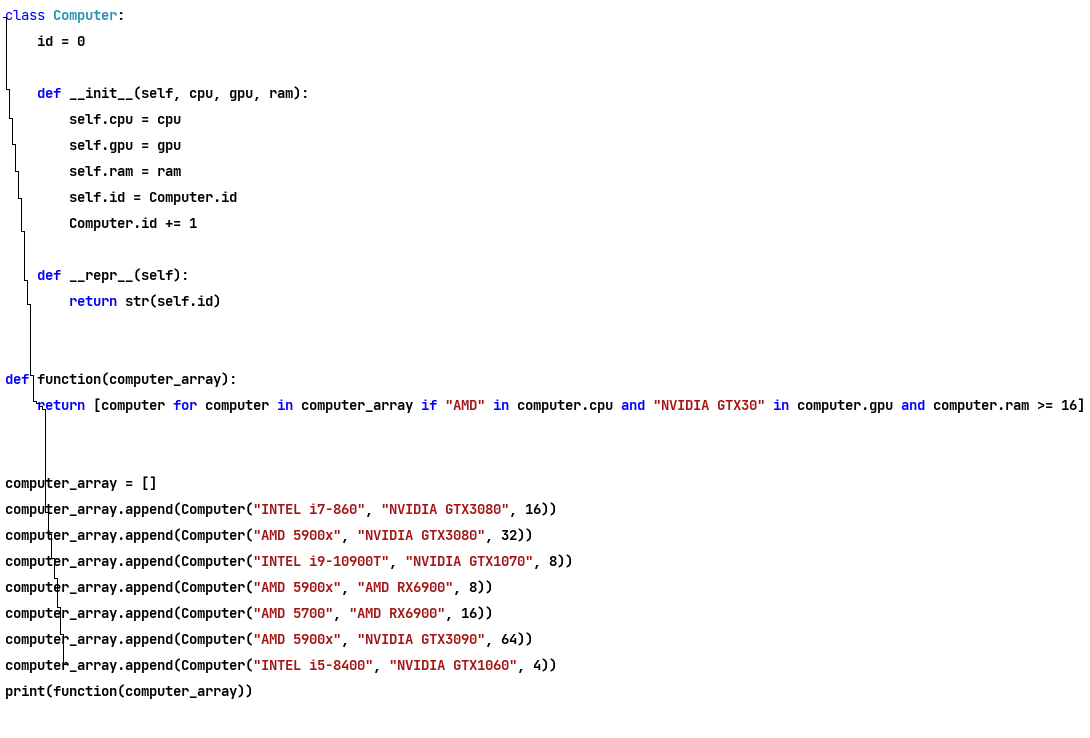 class Computer:
    id = 0
    def __init__(self, cpu, gpu, ram):
        self.cpu = cpu
        self.gpu = gpu
        self.ram = ram
        self.id = Computer.id
        Computer.id += 1
    def __repr__(self):
        return str(self.id)
def function(computer_array):
    return [computer for computer in computer_array if "AMD" in computer.cpu and "NVIDIA GTX30" in computer.gpu and computer.ram >= 16]
computer_array = []
computer_array.append(Computer("INTEL i7-860", "NVIDIA GTX3080", 16))
computer_array.append(Computer("AMD 5900x", "NVIDIA GTX3080", 32))
computer_array.append(Computer("INTEL i9-10900T", "NVIDIA GTX1070", 8))
computer_array.append(Computer("AMD 5900x", "AMD RX6900", 8))
computer_array.append(Computer("AMD 5700", "AMD RX6900", 16))
computer_array.append(Computer("AMD 5900x", "NVIDIA GTX3090", 64))
computer_array.append(Computer("INTEL i5-8400", "NVIDIA GTX1060", 4))
print(function(computer_array))